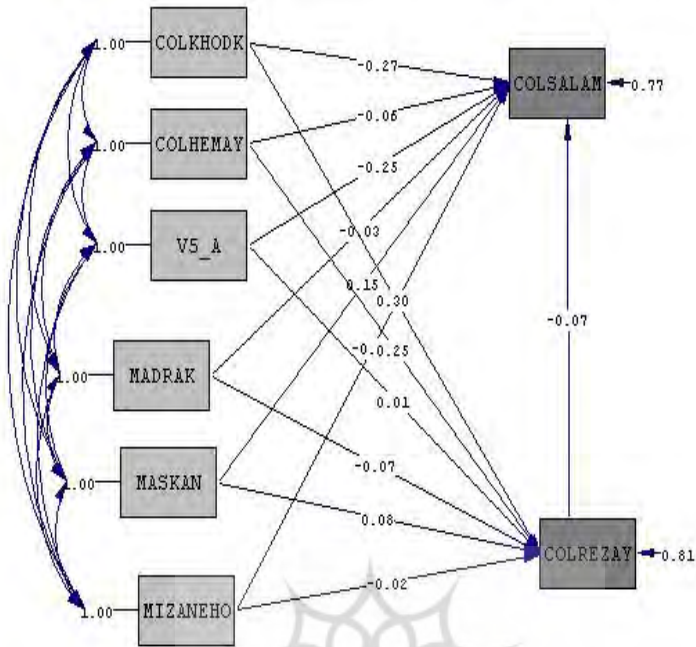 1.00
COLKHODK
1.00
COLHEMAY
1.00
V5_A
1.00
MADRAK
1.00
MASKAN
1.00
MIZANEHO
-0.27
-0.06
-0.25
-0.03
0.15
0.30
0.25
0.01
-0.07
0.08
-0.02
-0.07
COLSALAM
0.77
COLREZAY
0.81